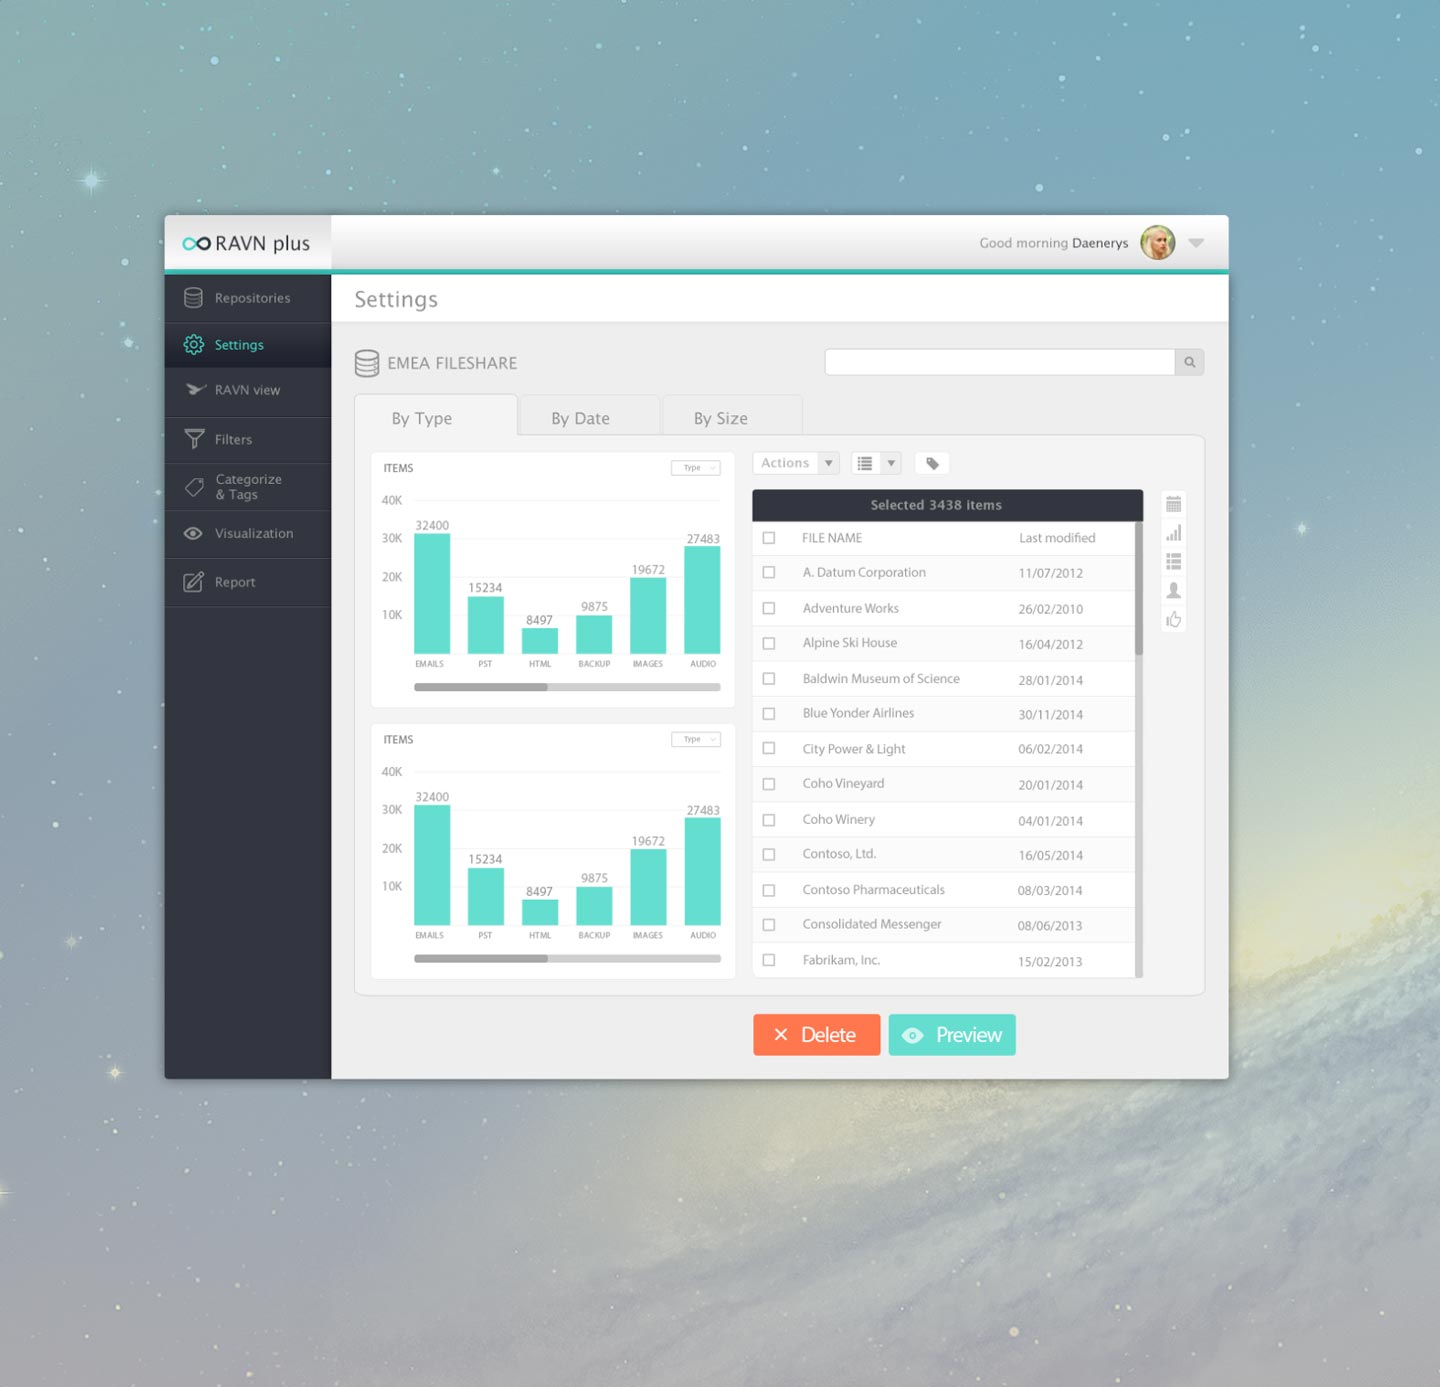 RAVN plus
Good morning Daenerys
Repositories
Settings
RAVN view
Filters
Categorize
& Tags
Visualization
Report
Settings
EMEA FILESHARE
By Type
By Date
By Size
ITEMS
Type
40K
30K
20K
10K
32400
15234
8497
9875
19672
27483
EMAILS
PST
HTML
BACKUP
IMAGES
AUDIO
ITEMS
Type
40K
30K
20K
10K
32400
15234
8497
9875
19672
27483
EMAILS
PST
HTML
BACKUP
IMAGES
AUDIO
Actions
Selected 3438 items
FILE NAME Last modified
A. Datum Corporation 11/07/2012
Adventure Works 26/02/2010
Alpine Ski House 16/04/2012
Baldwin Museum of Science 28/01/2014
Blue Yonder Airlines 30/11/2014
City Power & Light 06/02/2014
Coho Vineyard 20/01/2014
Coho Winery 04/01/2014
Contoso, Ltd. 16/05/2014
Contoso Pharmaceuticals 08/03/2014
Consolidated Messenger 08/06/2013
Fabrikam, Inc. 15/02/2013
Delete
Preview